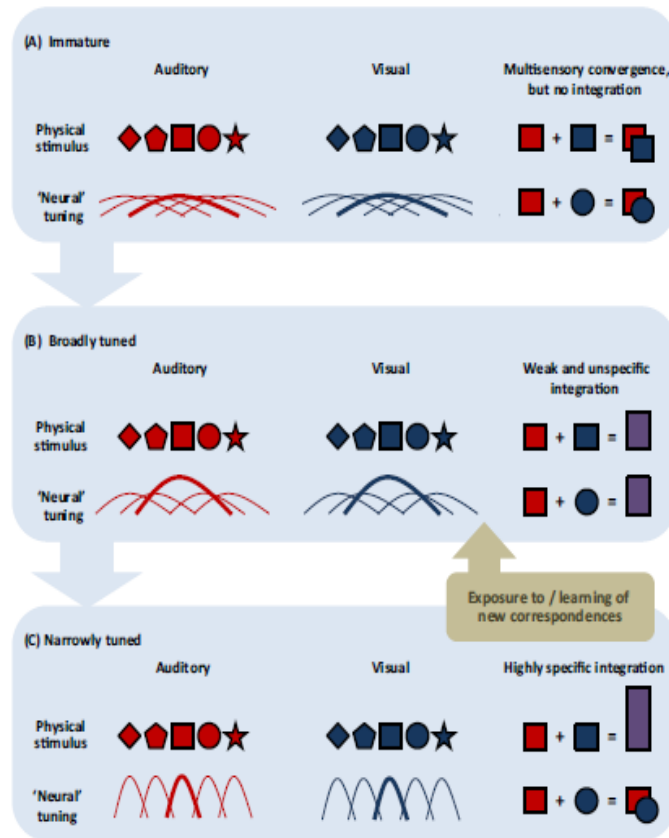 (A) Immature
Auditory
Visual
Multisensory convergence,
but no integration
Physical
stimulus
+ =
'Neural'
tuning
+ =
(B) Broadly tuned
Auditory
Visual
Weak and unspecific
integration
Physical
stimulus
+ =
'Neural'
tuning
+ =
Exposure to / learning of
new correspondences
(C) Narrowly tuned
Auditory
Visual
Highly specific integration
Physical
stimulus
+ =
'Neural'
tuning
+ =